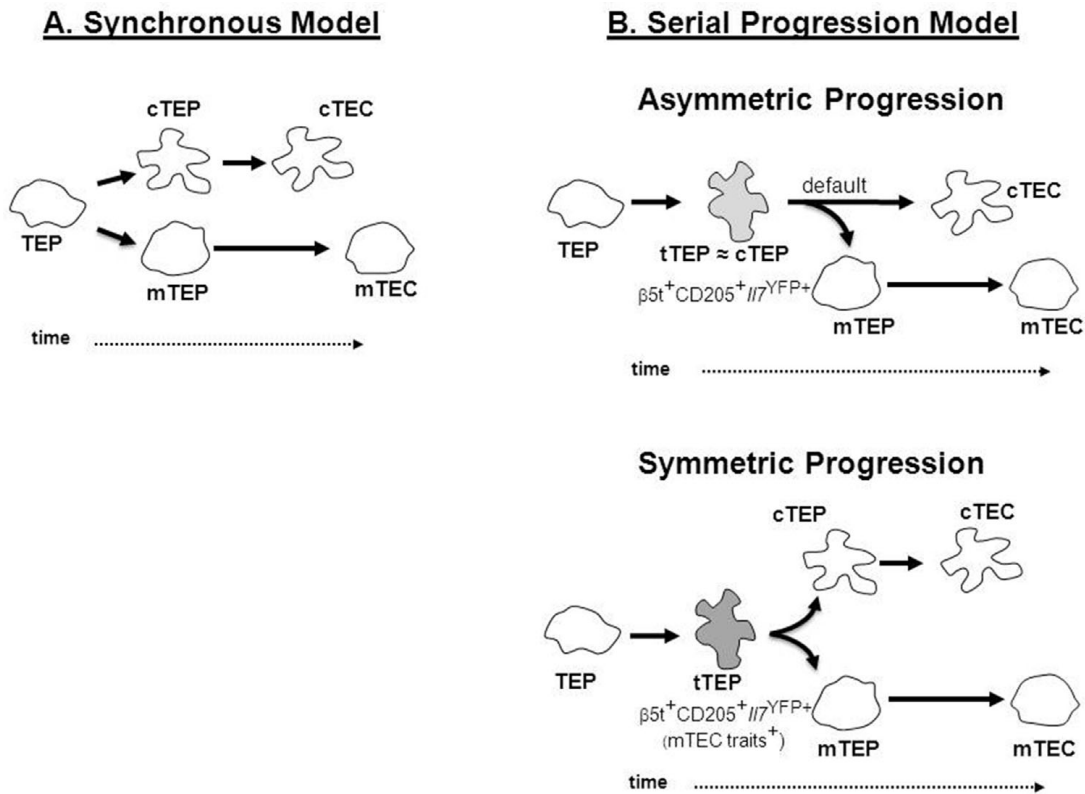 A. Synchronous Model
cTEP
cTEC
TEP
mTEP
mTEC
time
B. Serial Progression Model
Asymmetric Progression
default
cTEC
TEP
tTEP ≈ cTEP
β5t⁺CD205⁺Il7ʸᶠᴾ⁺
mTEP
mTEC
time
Symmetric Progression
cTEP
cTEC
TEP
tTEP
β5t⁺CD205⁺Il7ʸᶠᴾ⁺
(mTEC traits⁺)
mTEP
mTEC
time